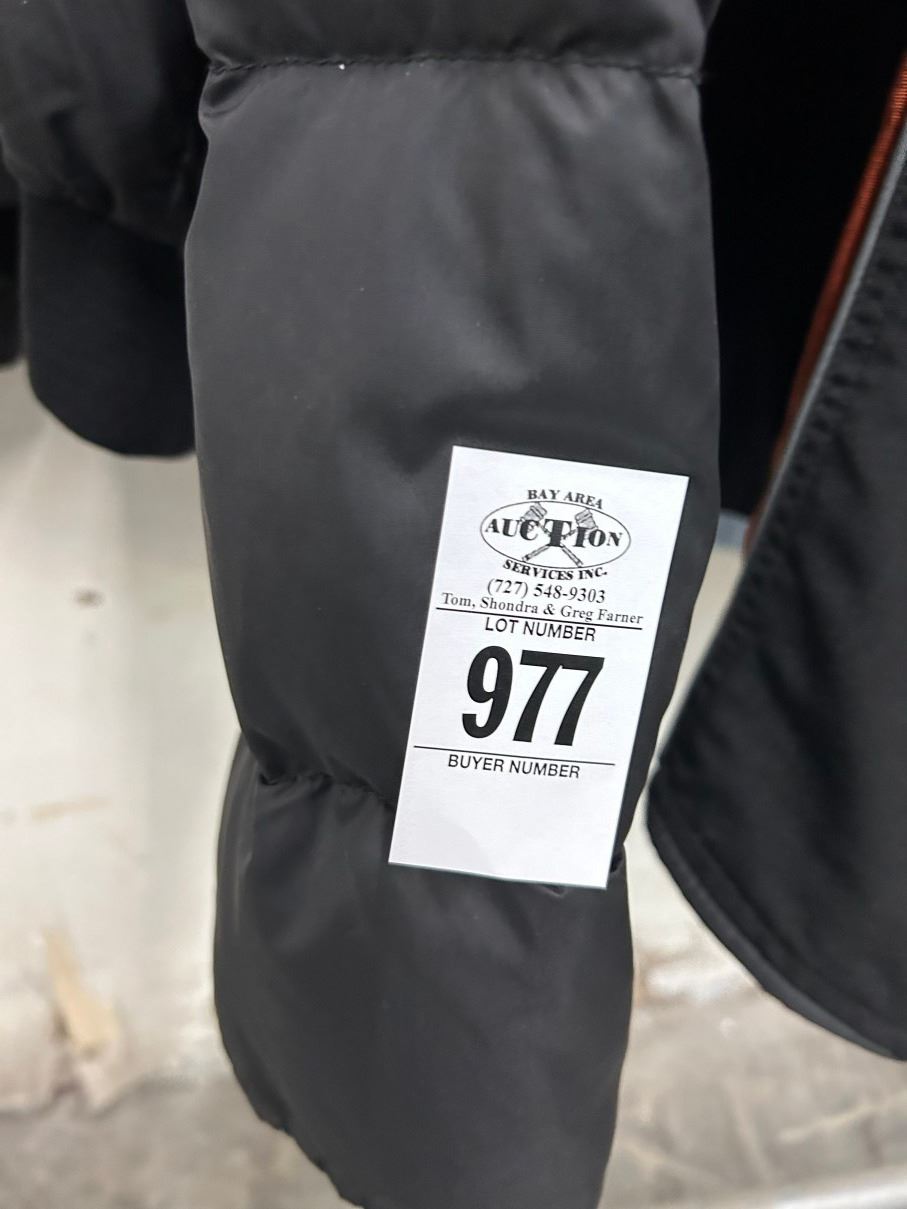 BAY AREA
AUCTION
SERVICES INC.
(727) 548-9303
Tom, Shondra & Greg Farner
LOT NUMBER
977
BUYER NUMBER